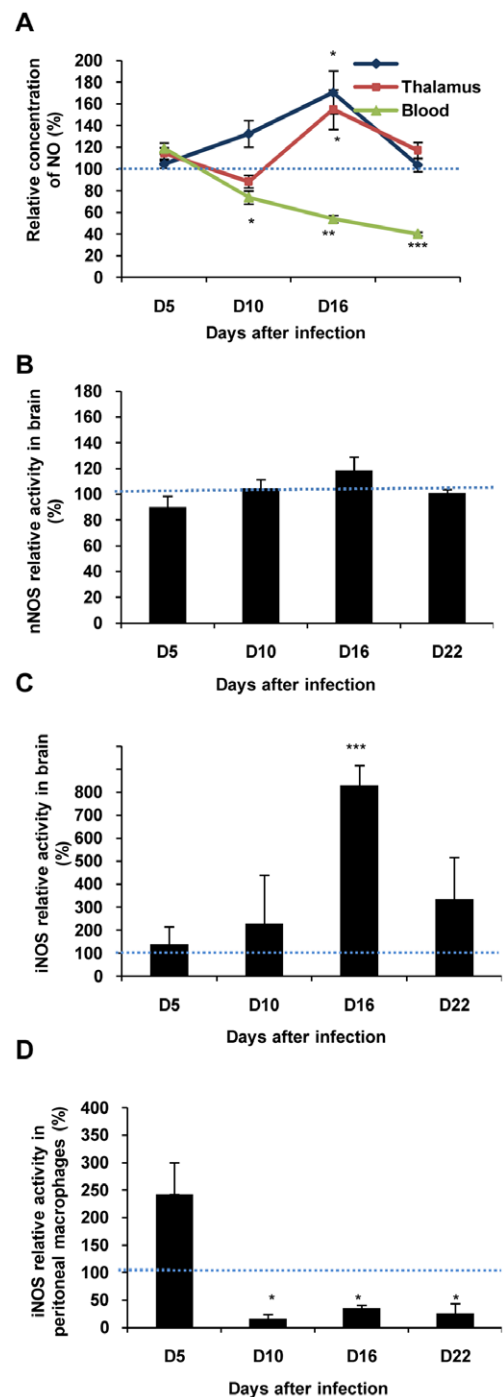 A
Relative concentration
of NO (%)
200
180
160
140
120
100
80
60
40
20
0
*
*
*
**
***
Thalamus
Blood
D5 D10 D16
Days after infection
B
nNOS relative activity in brain
(%)
180
160
140
120
100
80
60
40
20
0
D5 D10 D16 D22
Days after infection
C
iNOS relative activity in brain
(%)
800
700
600
500
400
300
200
100
0
***
D5 D10 D16 D22
Days after infection
D
iNOS relative activity in
peritoneal macrophages (%)
400
350
300
250
200
150
100
50
0
* * *
D5 D10 D16 D22
Days after infection